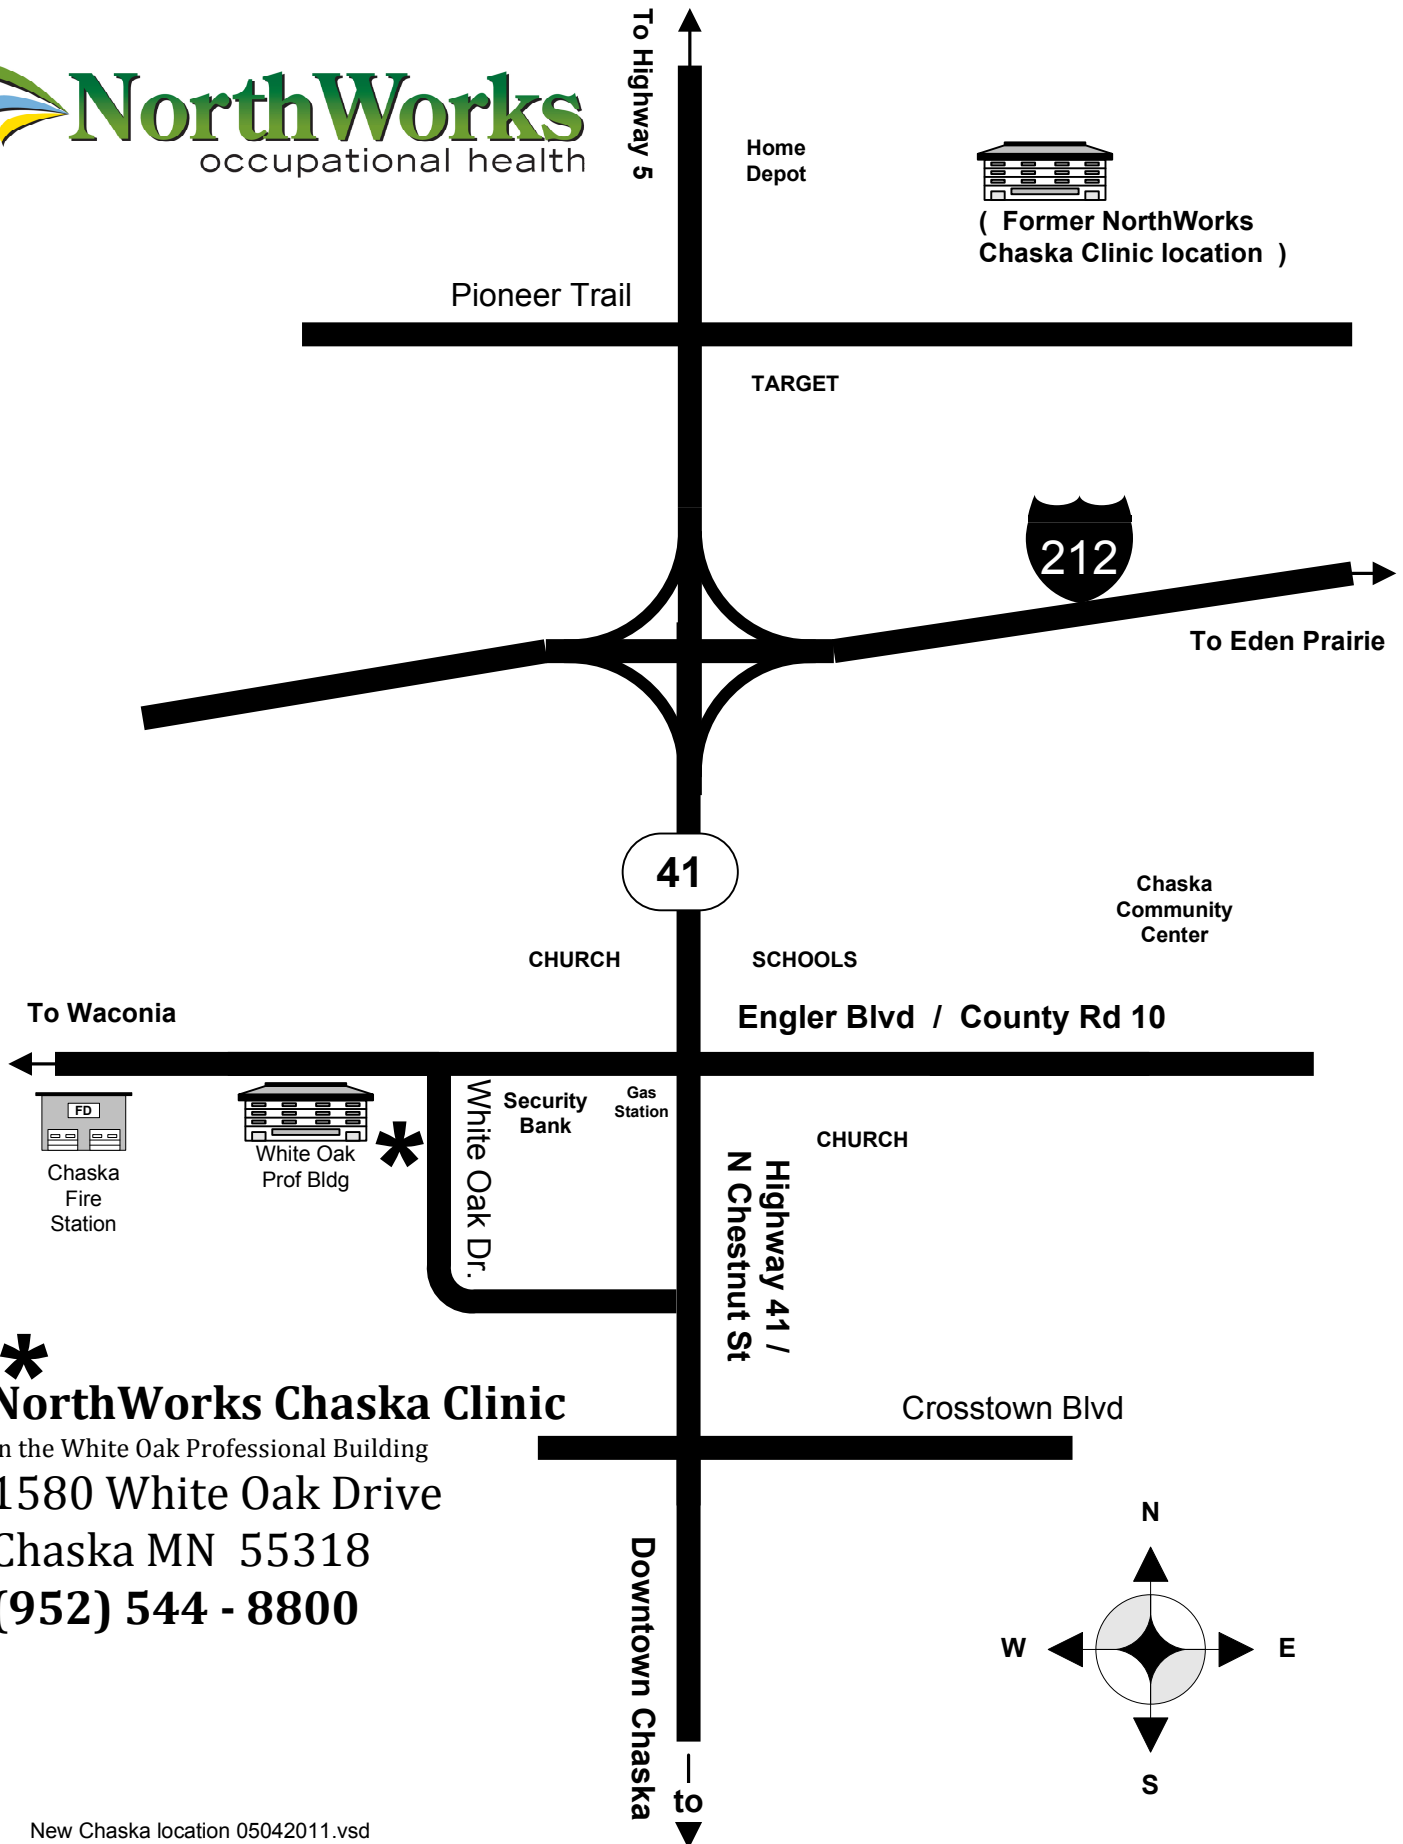 To Highway 5
NorthWorks
occupational health
Home
Depot
( Former NorthWorks
Chaska Clinic location )
Pioneer Trail
TARGET
212
To Eden Prairie
41
Chaska
Community
Center
CHURCH
SCHOOLS
To Waconia
Engler Blvd / County Rd 10
FD
Chaska
Fire
Station
White Oak
Prof Bldg
*
White Oak Dr.
Security
Bank
Gas
Station
CHURCH
Highway 41 /
N Chestnut St
*
NorthWorks Chaska Clinic
n the White Oak Professional Building
1580 White Oak Drive
Chaska MN 55318
(952) 544 - 8800
Crosstown Blvd
Downtown Chaska
to
N
W
E
S
New Chaska location 05042011.vsd